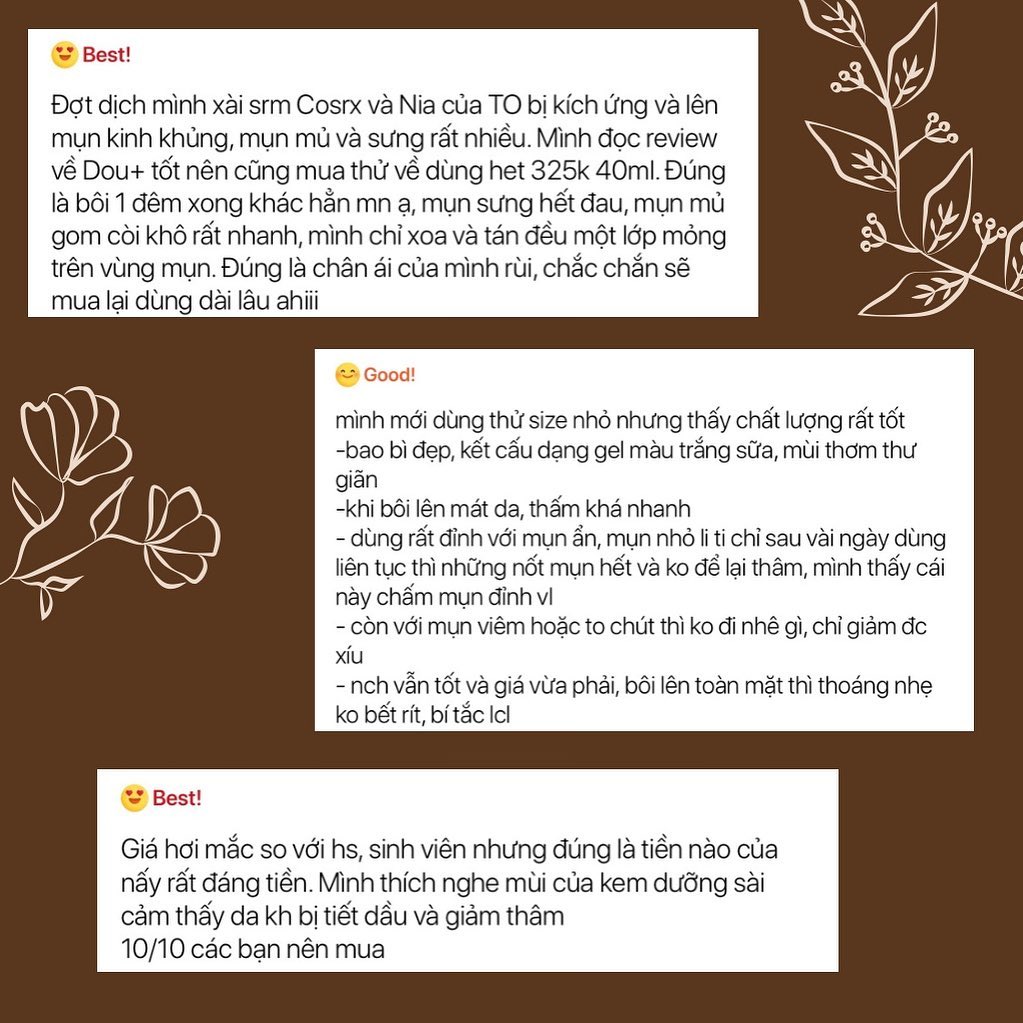 Best!
Đợt dịch mình xài srm Cosrx và Nia của TO bị kích ứng và lên
mụn kinh khủng, mụn mủ và sưng rất nhiều. Mình đọc review
về Dou+ tốt nên cũng mua thử về dùng het 325k 40ml. Đúng
là bôi 1 đêm xong khác hẳn mn ạ, mụn sưng hết đau, mụn mủ
gom còi khô rất nhanh, mình chỉ xoa và tán đều một lớp mỏng
trên vùng mụn. Đúng là chân ái của mình rùi, chắc chắn sẽ
mua lại dùng dài lâu ahiii
Good!
mình mới dùng thử size nhỏ nhưng thấy chất lượng rất tốt
-bao bì đẹp, kết cấu dạng gel màu trắng sữa, mùi thơm thư
giãn
-khi bôi lên mát da, thấm khá nhanh
- dùng rất đỉnh với mụn ẩn, mụn nhỏ li ti chỉ sau vài ngày dùng
liên tục thì những nốt mụn hết và ko để lại thâm, mình thấy cái
này chấm mụn đỉnh vl
- còn với mụn viêm hoặc to chút thì ko đi nhê gì, chỉ giảm đc
xíu
- nch vẫn tốt và giá vừa phải, bôi lên toàn mặt thì thoáng nhẹ
ko bết rít, bí tắc lcl
Best!
Giá hơi mắc so với hs, sinh viên nhưng đúng là tiền nào của
nấy rất đáng tiền. Mình thích nghe mùi của kem dưỡng sài
cảm thấy da kh bị tiết dầu và giảm thâm
10/10 các bạn nên mua